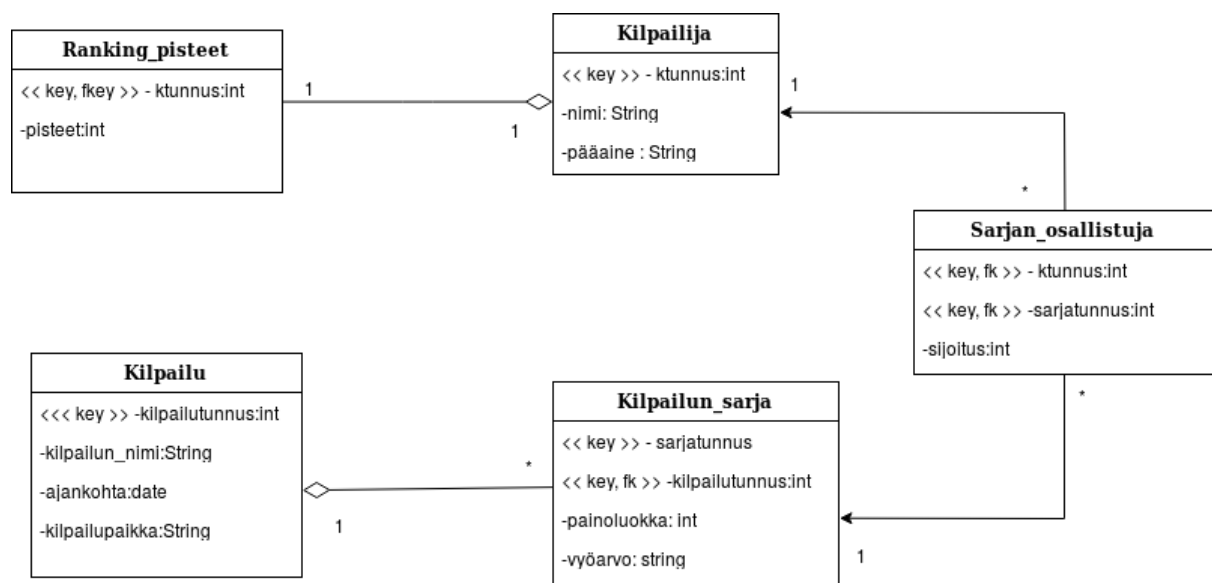 Ranking_pisteet
<< key, fkey >> - ktunnus:int
-pisteet:int
1
1
Kilpailija
<< key >> - ktunnus:int
-nimi: String
-pääaine : String
1
*
Sarjan_osallistuja
<< key, fk >> - ktunnus:int
<< key, fk >> -sarjatunnus:int
-sijoitus:int
*
Kilpailu
<<< key >> -kilpailutunnus:int
-kilpailun_nimi:String
-ajankohta:date
-kilpailupaikka:String
*
1
Kilpailun_sarja
<< key >> - sarjatunnus
<< key, fk >> -kilpailutunnus:int
-painoluokka: int
-vyöarvo: string
1